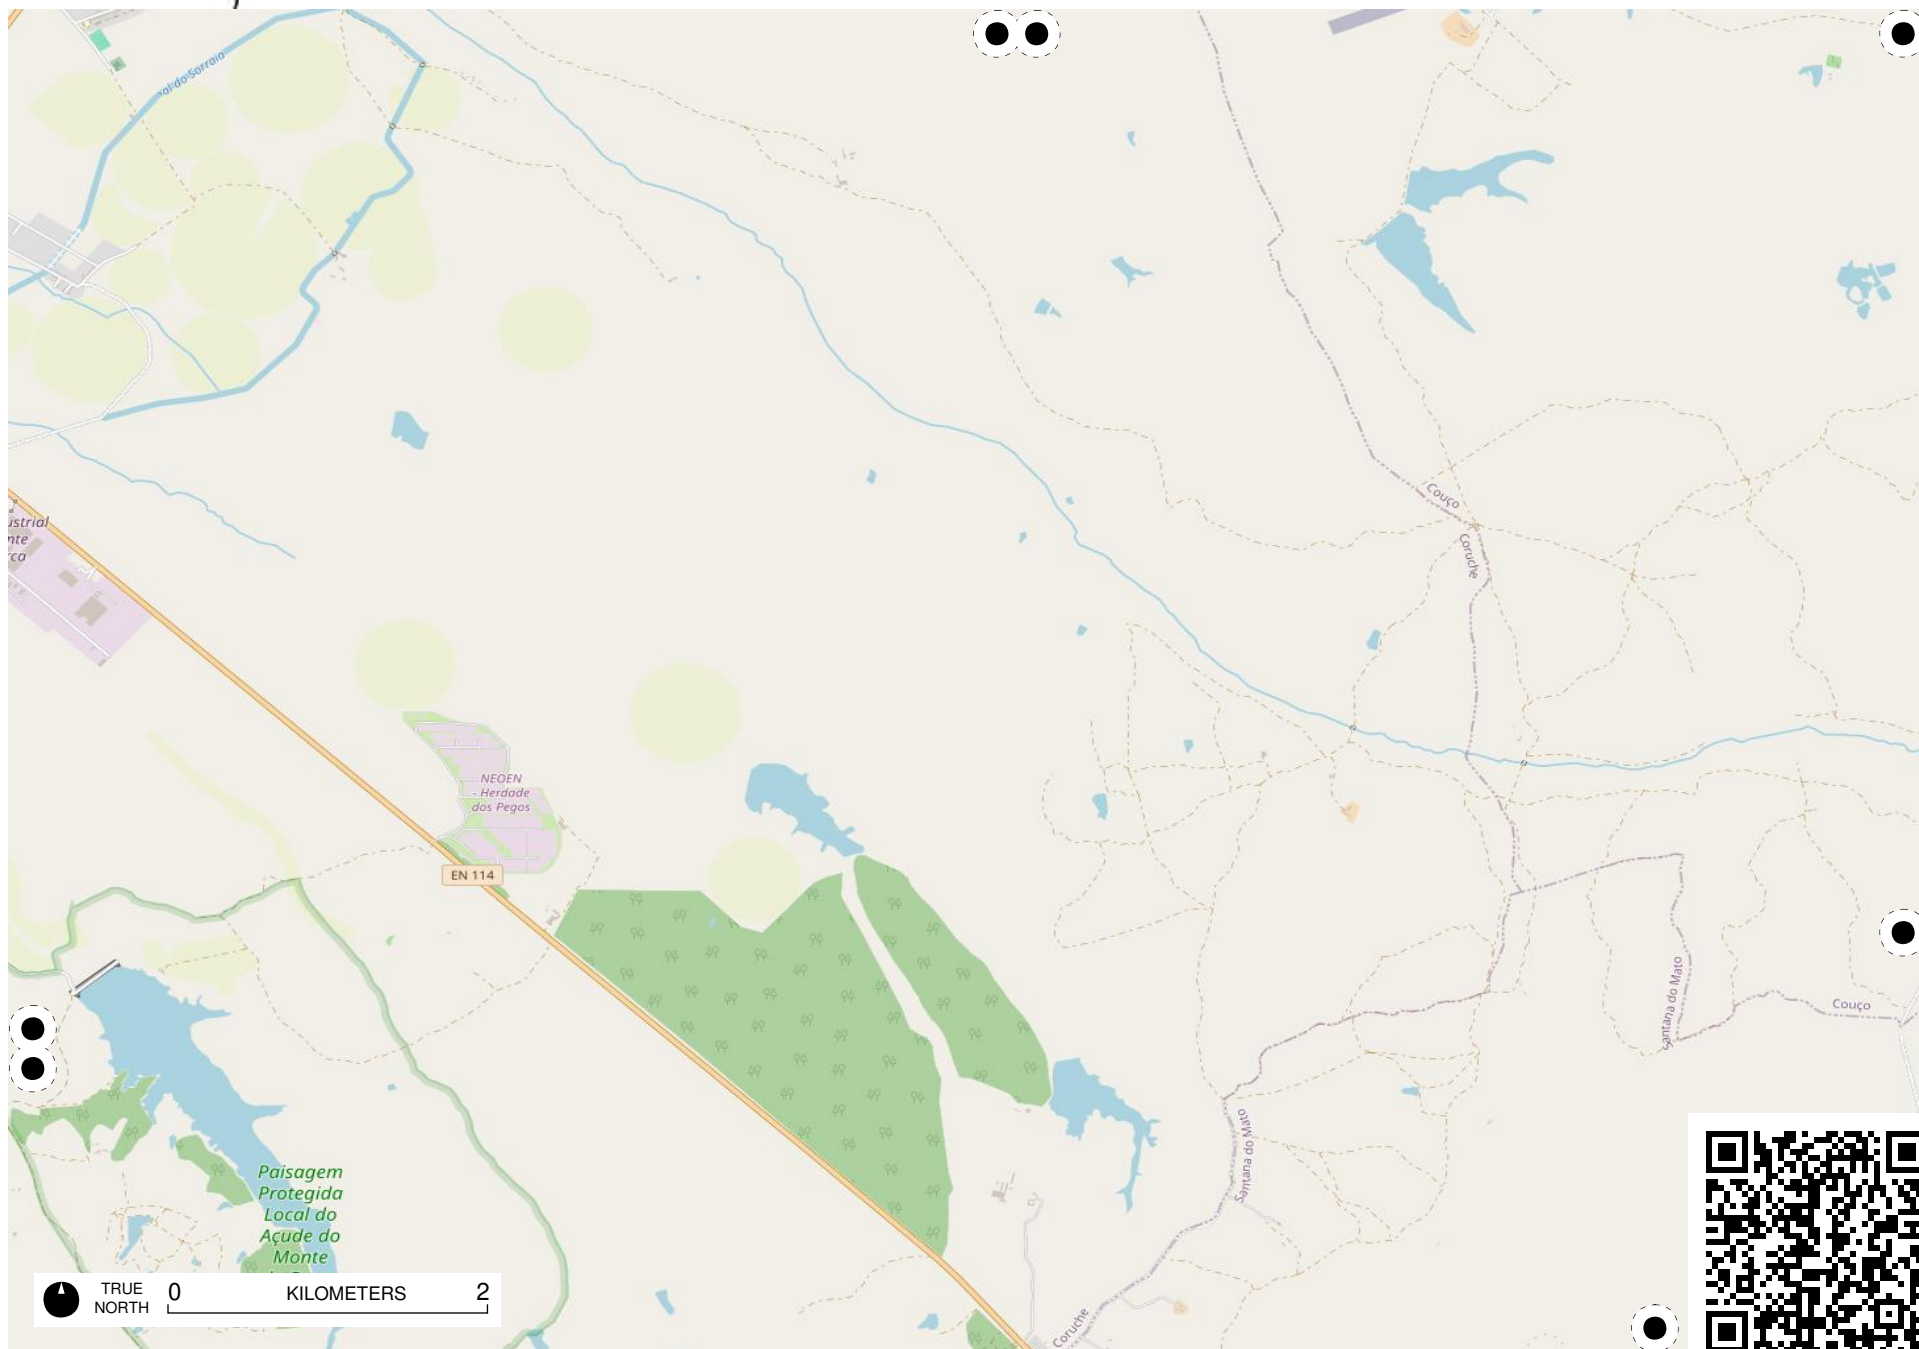 al do Sorraia
Couço
Coruche
ustrial
nte
rca
NEOEN
- Herdade
dos Pegos
EN 114
Santana do Mato
Couço
Santana do Mato
Paisagem
Protegida
Local do
Açude do
Monte
Coruche
TRUE
NORTH
0 KILOMETERS 2